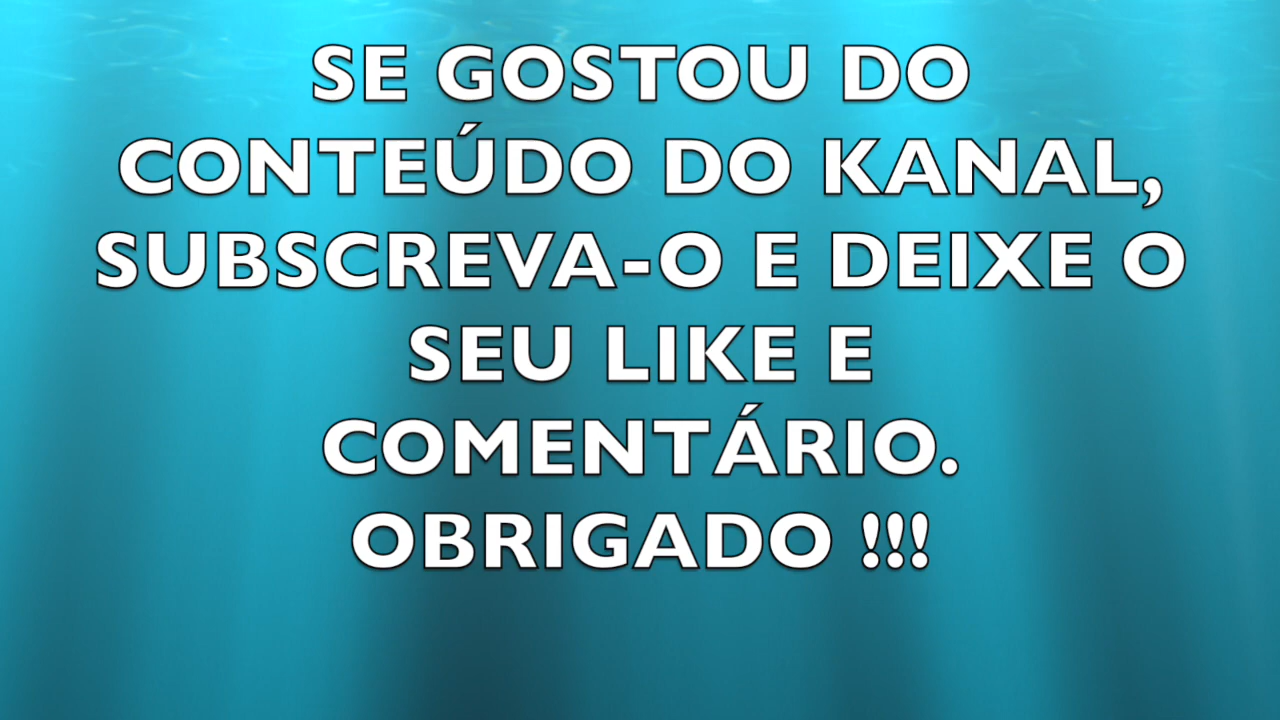 SE GOSTOU DO
CONTEÚDO DO KANAL,
SUBSCREVA-O E DEIXE O
SEU LIKE E
COMENTÁRIO.
OBRIGADO !!!